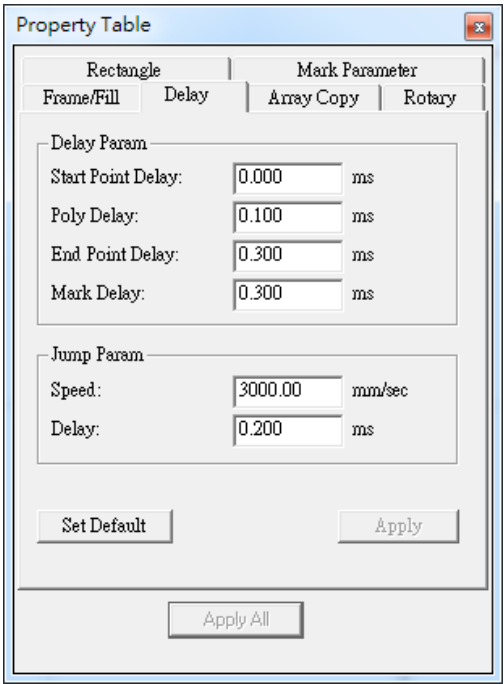 Property Table
Rectangle Mark Parameter
Frame/Fill Delay Array Copy Rotary
Delay Param
Start Point Delay: 0.000 ms
Poly Delay: 0.100 ms
End Point Delay: 0.300 ms
Mark Delay: 0.300 ms
Jump Param
Speed: 3000.00 mm/sec
Delay: 0.200 ms
Set Default Apply
Apply All